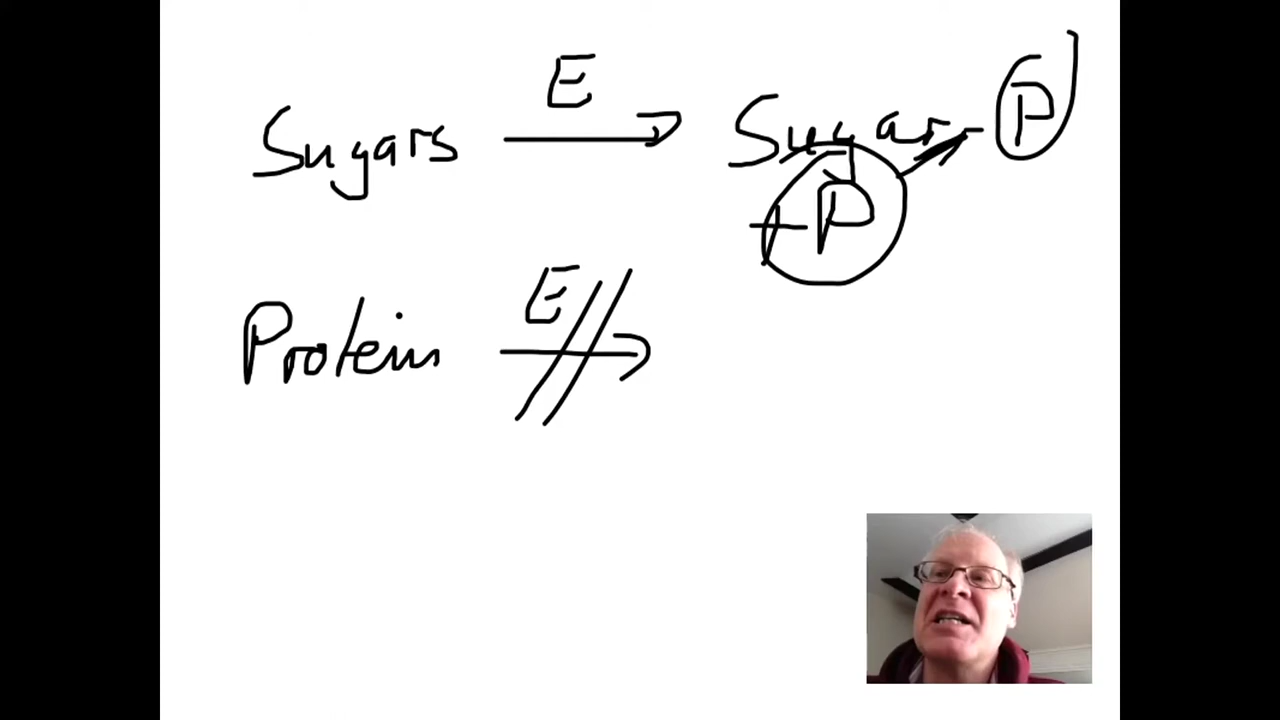 E
Sugars → Sugar - P
+ P
E
Protein →